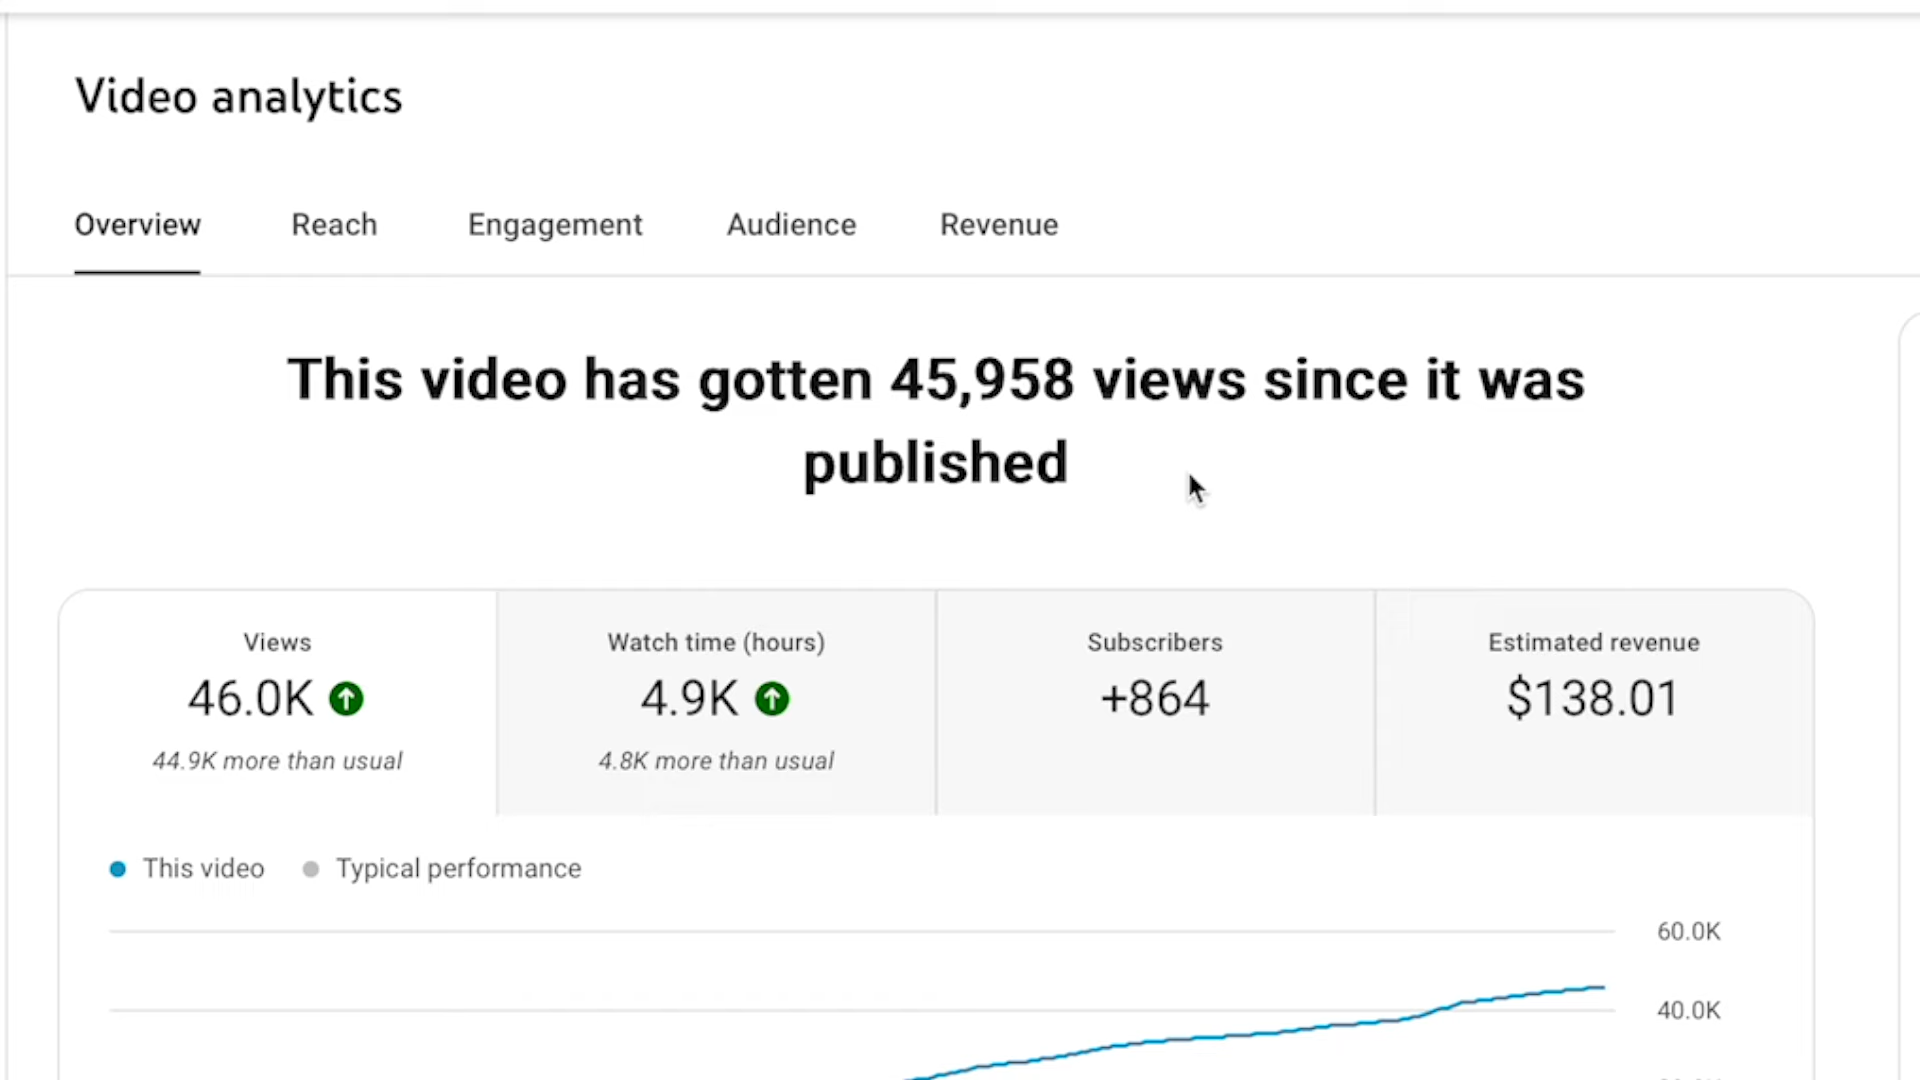 Video analytics
Overview Reach Engagement Audience Revenue
This video has gotten 45,958 views since it was
published
Views Watch time (hours) Subscribers Estimated revenue
46.0K 4.9K +864 $138.01
44.9K more than usual 4.8K more than usual
This video Typical performance
60.0K
40.0K